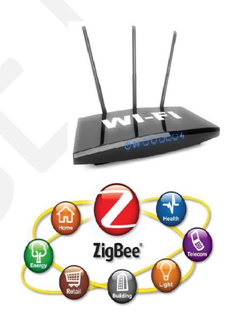 WI-FI
Z
ZigBee®
Home
Health
Energy
Telecom
Retail
Building
Light